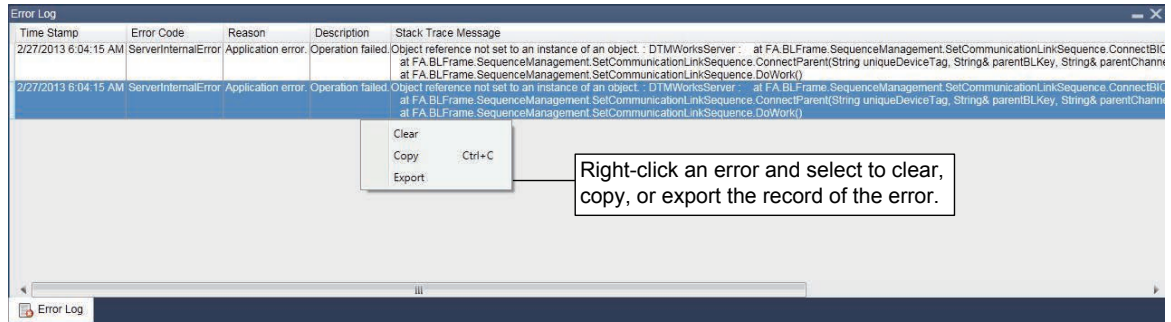 Error Log
Time Stamp Error Code Reason Description Stack Trace Message
2/27/2013 6:04:15 AM ServerInternalError Application error. Operation failed. Object reference not set to an instance of an object. : DTMWorksServer : at FA.BLFrame.SequenceManagement.SetCommunicationLinkSequence.ConnectBIC
at FA.BLFrame.SequenceManagement.SetCommunicationLinkSequence.ConnectParent(String uniqueDeviceTag, String& parentBLKey, String& parentChanne
at FA.BLFrame.SequenceManagement.SetCommunicationLinkSequence.DoWork()
2/27/2013 6:04:15 AM ServerInternalError Application error. Operation failed. Object reference not set to an instance of an object. : DTMWorksServer : at FA.BLFrame.SequenceManagement.SetCommunicationLinkSequence.ConnectBIC
at FA.BLFrame.SequenceManagement.SetCommunicationLinkSequence.ConnectParent(String uniqueDeviceTag, String& parentBLKey, String& parentChanne
at FA.BLFrame.SequenceManagement.SetCommunicationLinkSequence.DoWork()
Clear
Copy Ctrl+C
Export
Right-click an error and select to clear,
copy, or export the record of the error.
Error Log